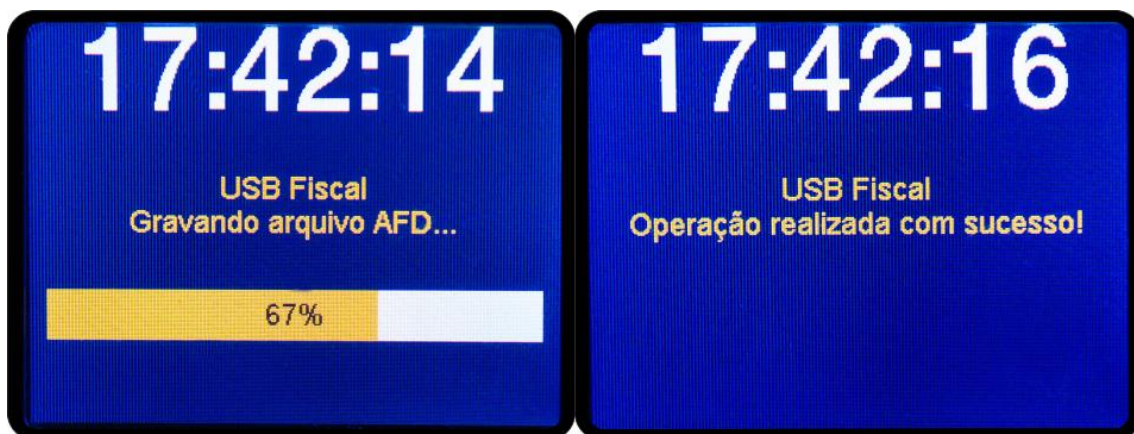 17:42:14
USB Fiscal
Gravando arquivo AFD...
67%
17:42:16
USB Fiscal
Operação realizada com sucesso!